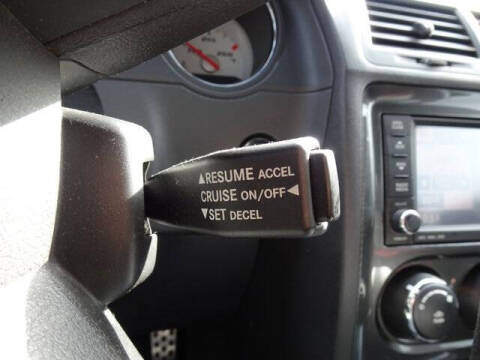 ▲RESUME ACCEL
CRUISE ON/OFF◄
▼SET DECEL